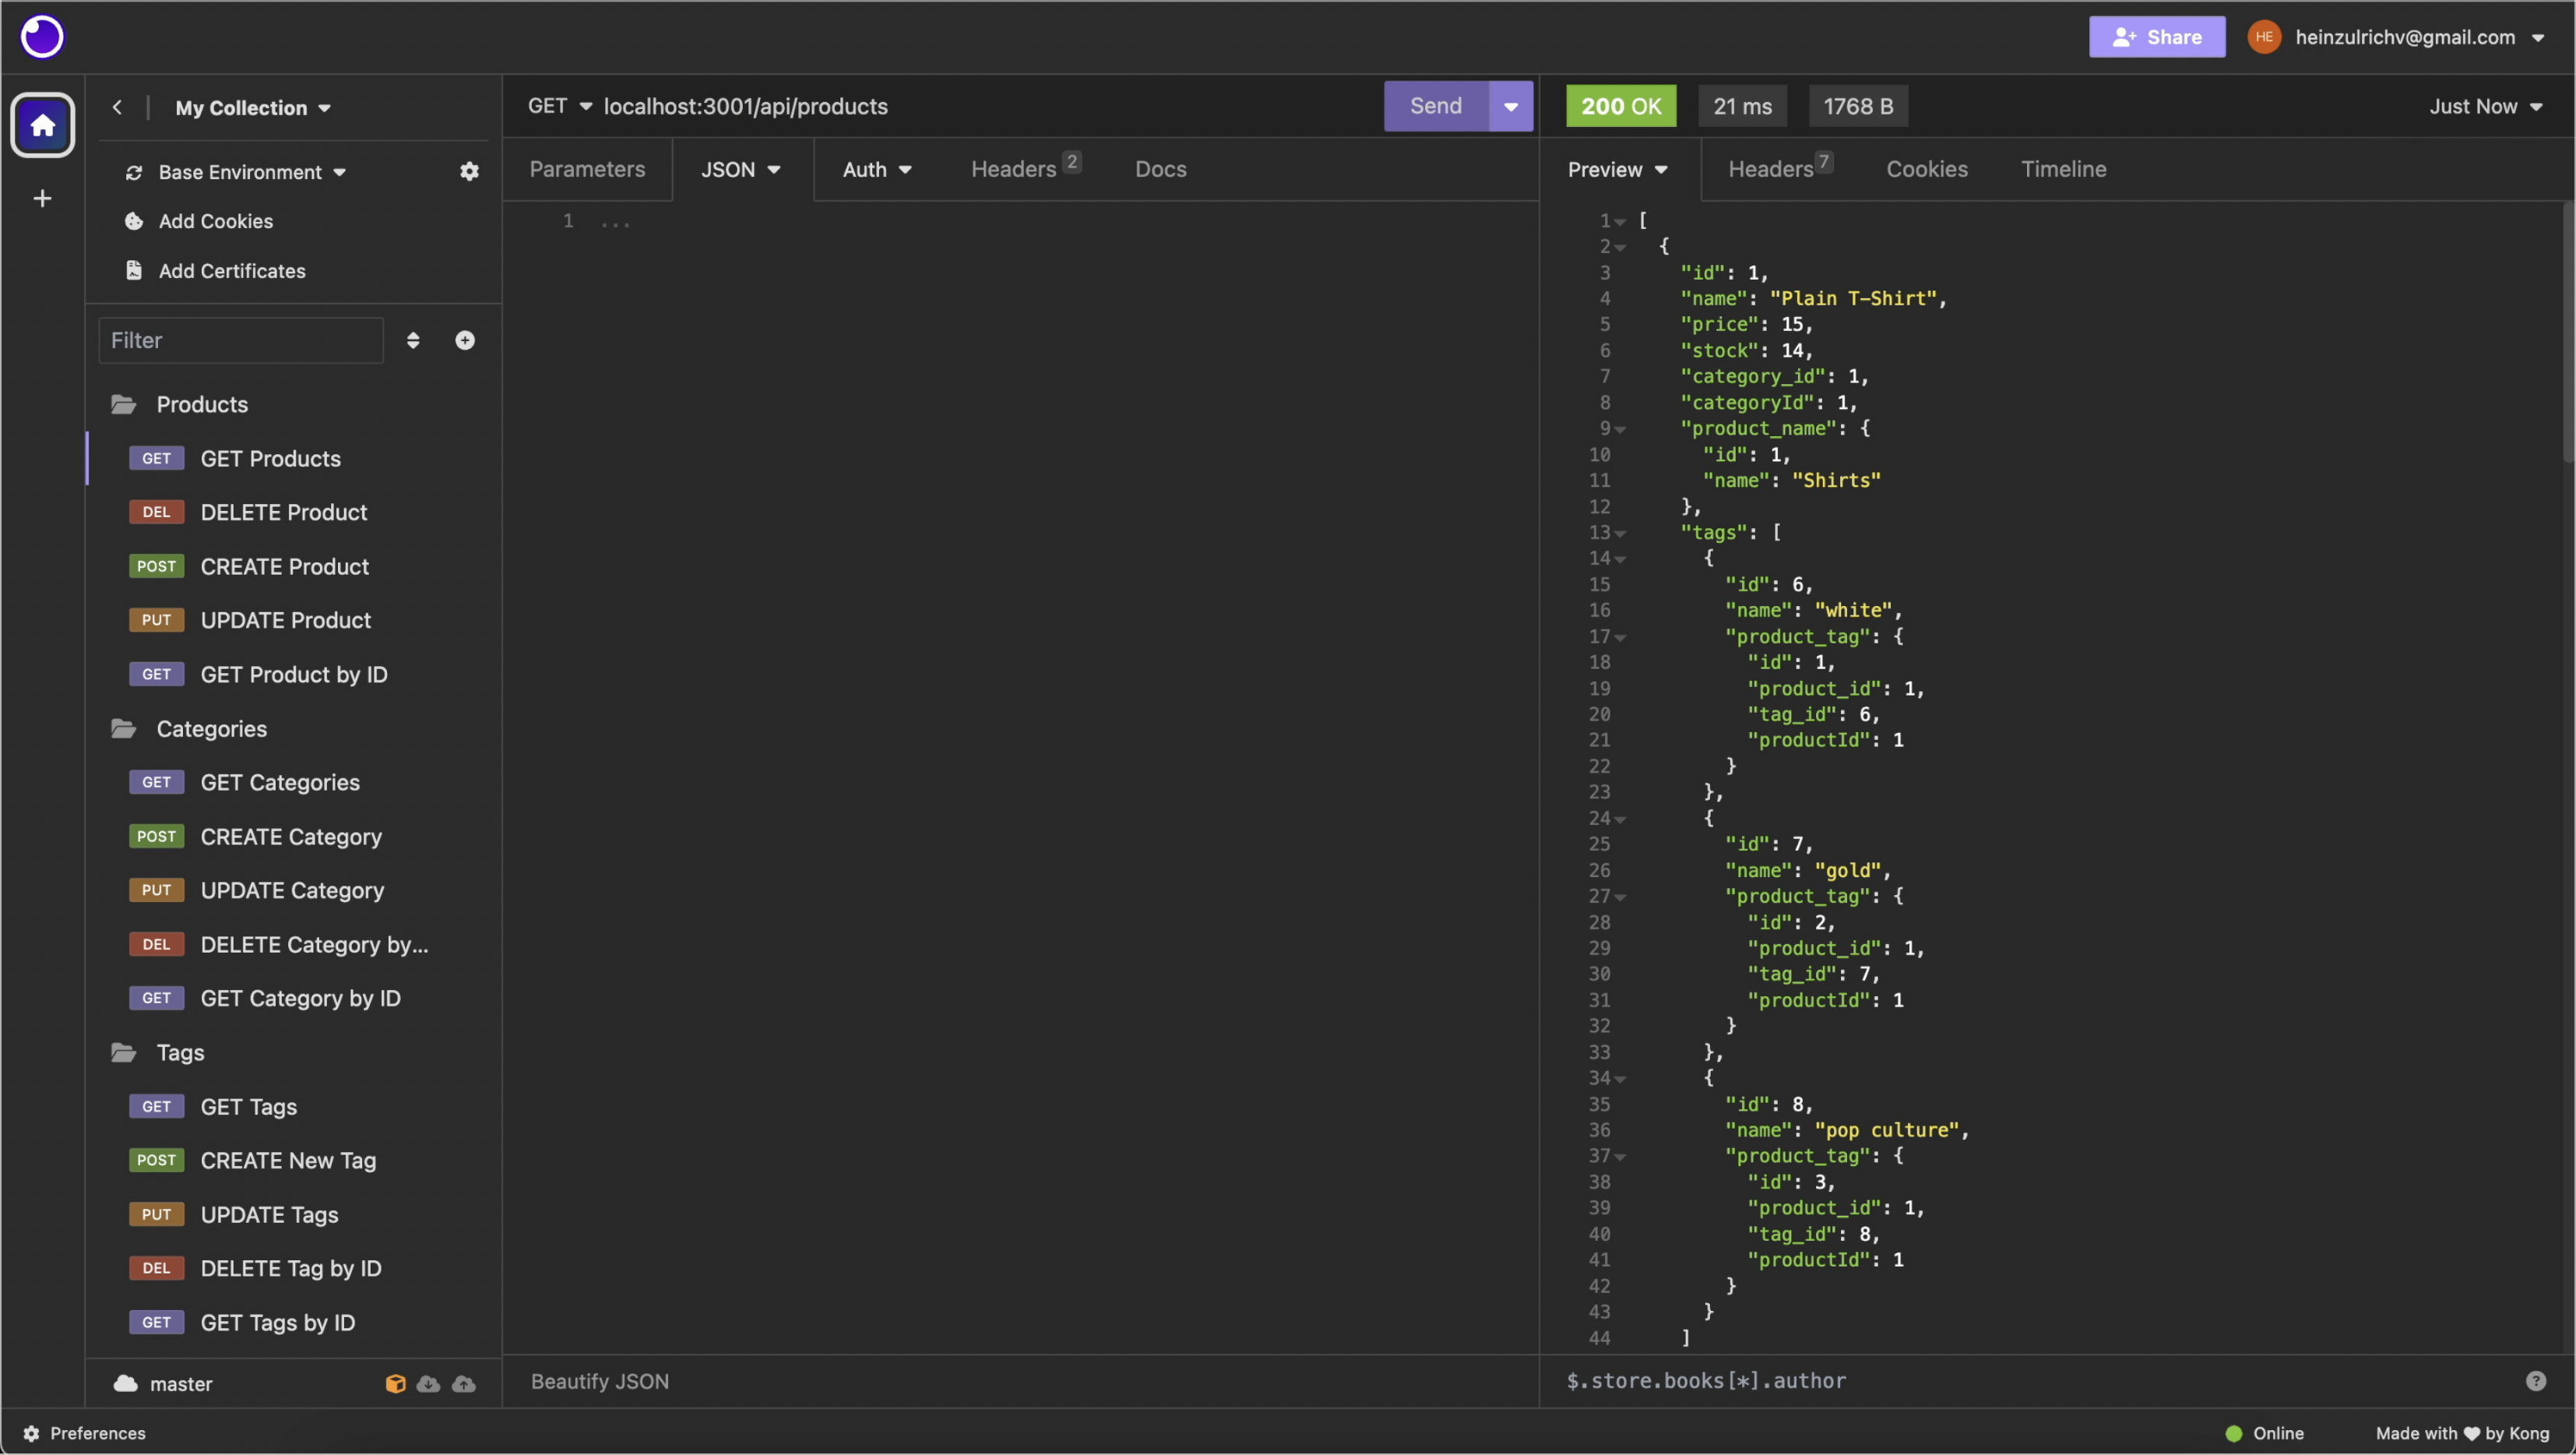 Share
HE
heinzulrichv@gmail.com
My Collection
Base Environment
Add Cookies
Add Certificates
Filter
Products
GET GET Products
DEL DELETE Product
POST CREATE Product
PUT UPDATE Product
GET GET Product by ID
Categories
GET GET Categories
POST CREATE Category
PUT UPDATE Category
DEL DELETE Category by...
GET GET Category by ID
Tags
GET GET Tags
POST CREATE New Tag
PUT UPDATE Tags
DEL DELETE Tag by ID
GET GET Tags by ID
master
GET localhost:3001/api/products Send
Parameters JSON Auth Headers 2 Docs
1 ...
Beautify JSON
200 OK 21 ms 1768 B Just Now
Preview Headers 7 Cookies Timeline
1 [
2 {
3 "id": 1,
4 "name": "Plain T-Shirt",
5 "price": 15,
6 "stock": 14,
7 "category_id": 1,
8 "categoryId": 1,
9 "product_name": {
10 "id": 1,
11 "name": "Shirts"
12 },
13 "tags": [
14 {
15 "id": 6,
16 "name": "white",
17 "product_tag": {
18 "id": 1,
19 "product_id": 1,
20 "tag_id": 6,
21 "productId": 1
22 }
23 },
24 {
25 "id": 7,
26 "name": "gold",
27 "product_tag": {
28 "id": 2,
29 "product_id": 1,
30 "tag_id": 7,
31 "productId": 1
32 }
33 },
34 {
35 "id": 8,
36 "name": "pop culture",
37 "product_tag": {
38 "id": 3,
39 "product_id": 1,
40 "tag_id": 8,
41 "productId": 1
42 }
43 }
44 ]
$.store.books[*].author
Preferences
Online
Made with ♥ by Kong